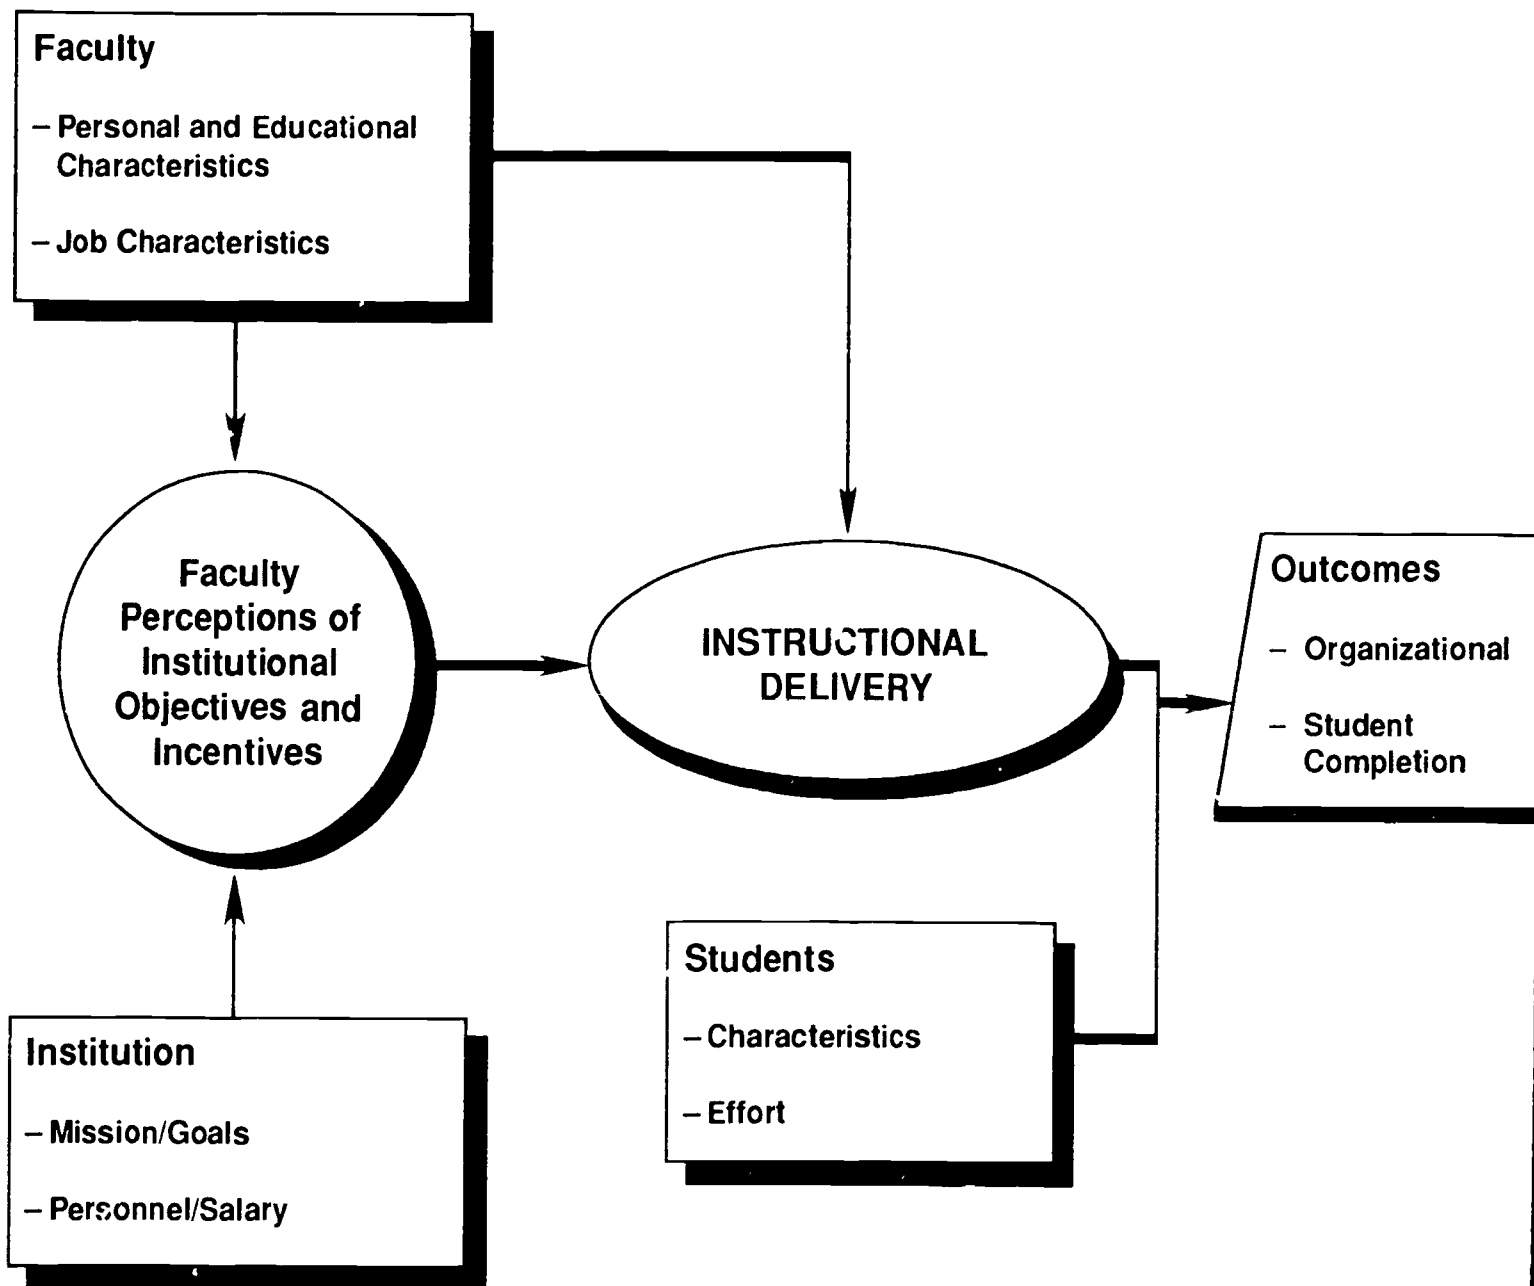 Faculty
– Personal and Educational
Characteristics
– Job Characteristics
Faculty
Perceptions of
Institutional
Objectives and
Incentives
INSTRUCTIONAL
DELIVERY
Outcomes
– Organizational
– Student
Completion
Students
– Characteristics
– Effort
Institution
– Mission/Goals
– Personnel/Salary